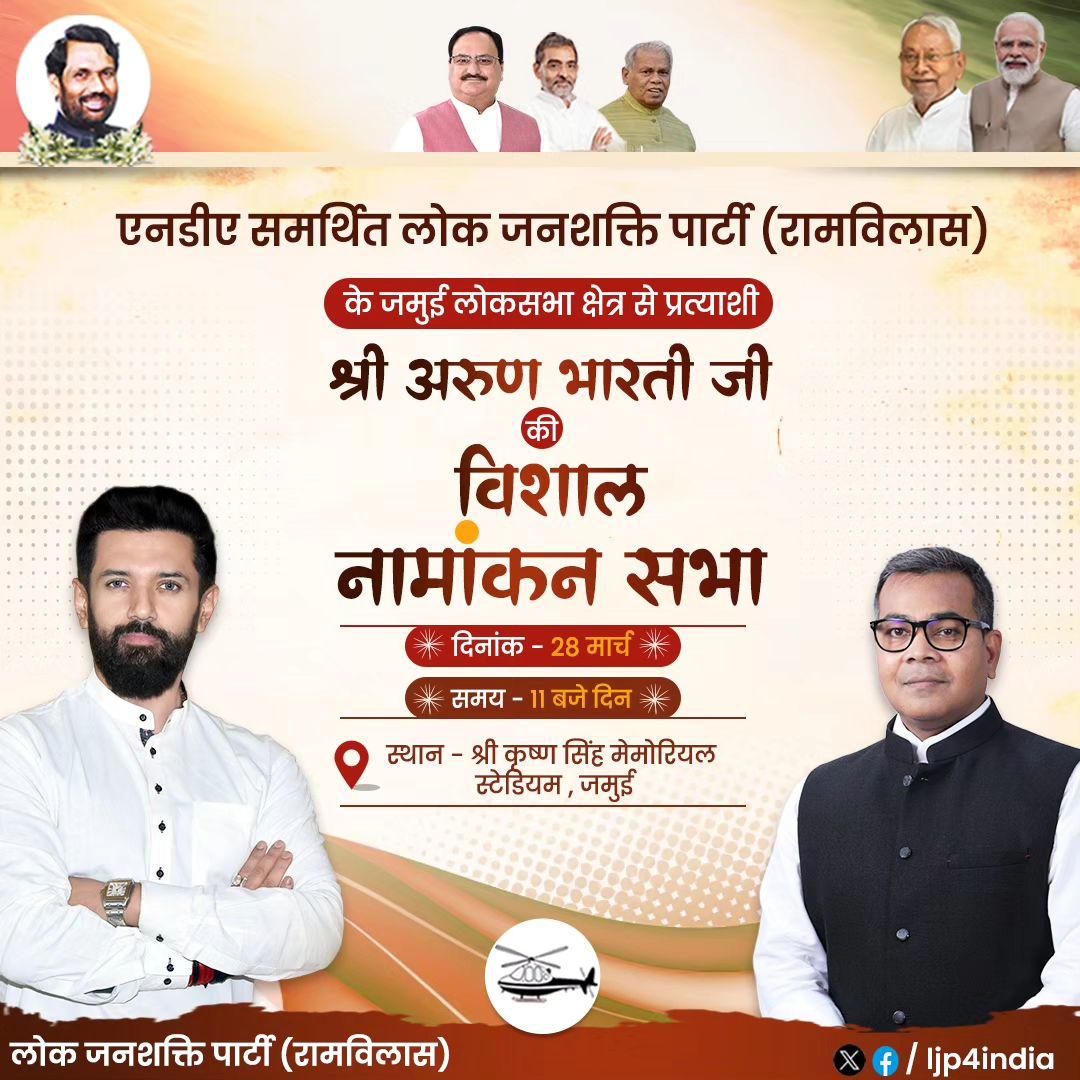 एनडीए समर्थित लोक जनशक्ति पार्टी (रामविलास)
के जमुई लोकसभा क्षेत्र से प्रत्याशी
श्री अरुण भारती जी
की
विशाल
नामांकन सभा
दिनांक - 28 मार्च
समय - 11 बजे दिन
स्थान - श्री कृष्ण सिंह मेमोरियल
स्टेडियम , जमुई
लोक जनशक्ति पार्टी (रामविलास)
/ ljp4india